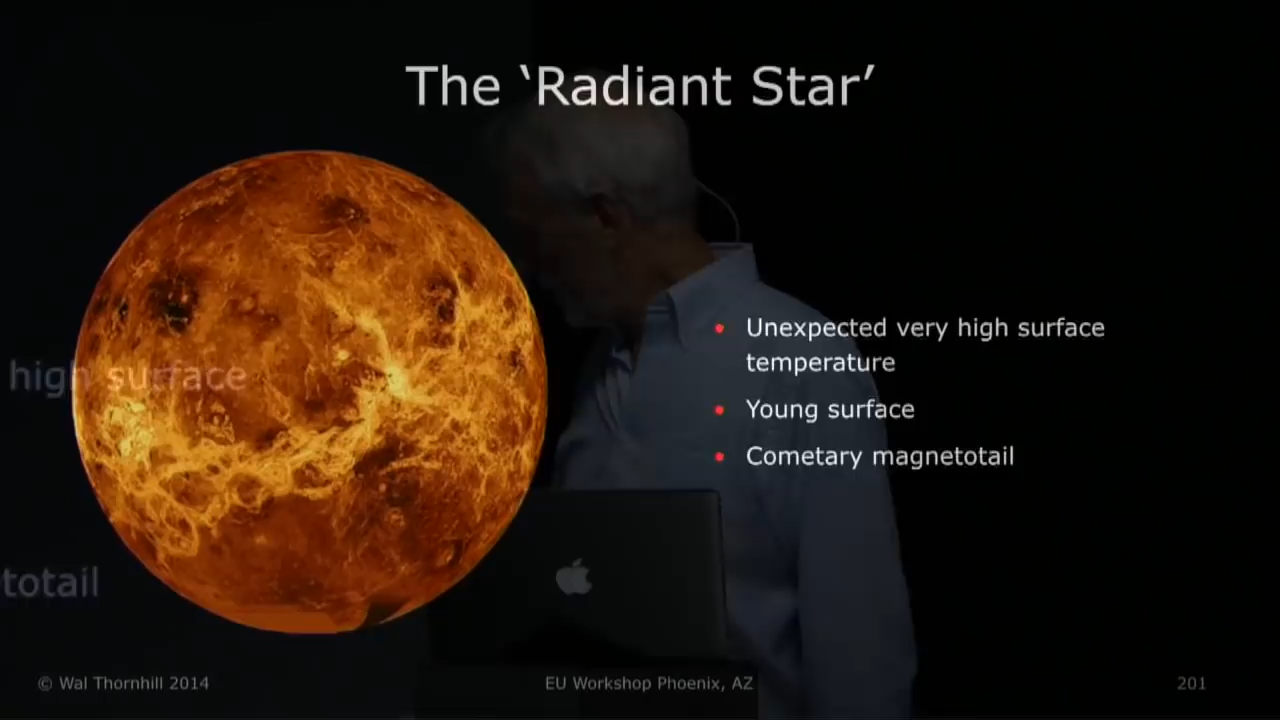 The ‘Radiant Star’
Unexpected very high surface
temperature
Young surface
Cometary magnetotail
high surface
totail
© Wal Thornhill 2014
EU Workshop Phoenix, AZ
201